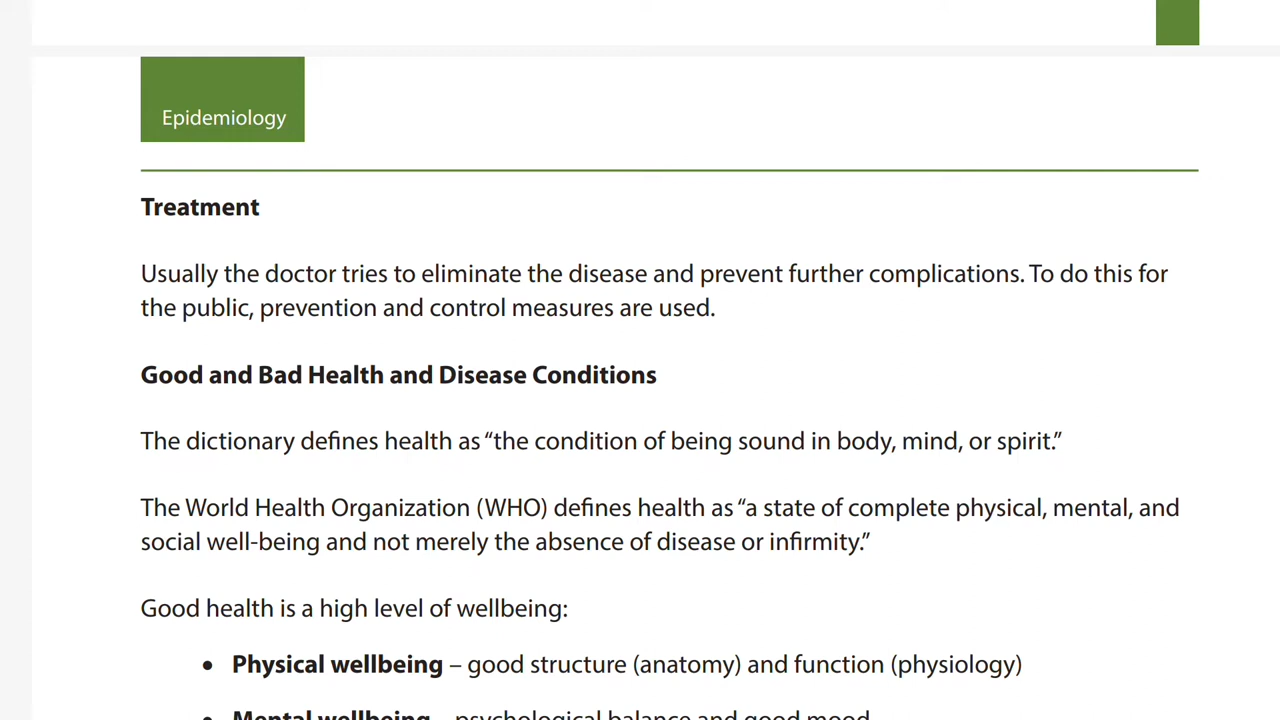 Epidemiology
Treatment
Usually the doctor tries to eliminate the disease and prevent further complications. To do this for
the public, prevention and control measures are used.
Good and Bad Health and Disease Conditions
The dictionary defines health as “the condition of being sound in body, mind, or spirit.”
The World Health Organization (WHO) defines health as “a state of complete physical, mental, and
social well-being and not merely the absence of disease or infirmity.”
Good health is a high level of wellbeing:
• Physical wellbeing – good structure (anatomy) and function (physiology)
• Mental wellbeing – psychological balance and good mood